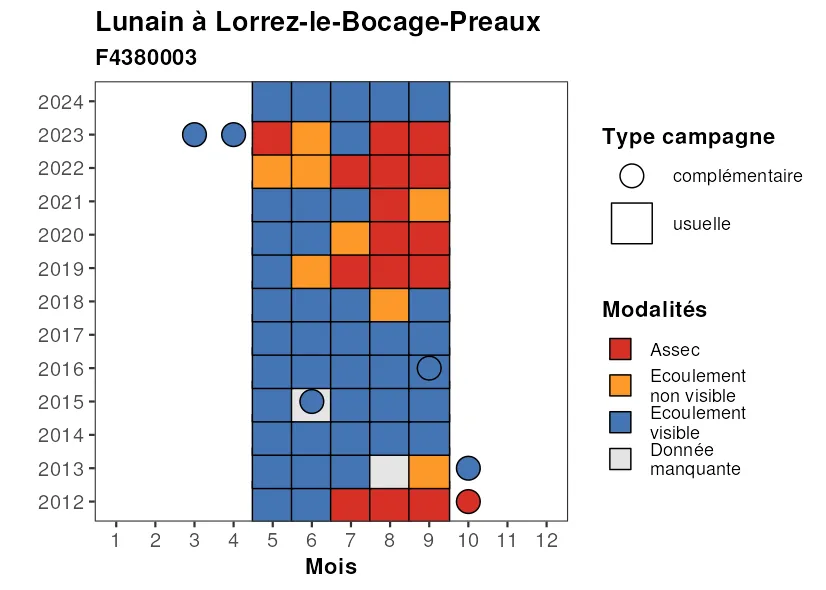 Lunain à Lorrez-le-Bocage-Preaux
F4380003
2024
2023
2022
2021
2020
2019
2018
2017
2016
2015
2014
2013
2012
1 2 3 4 5 6 7 8 9 10 11 12
Mois
Type campagne
complémentaire
usuelle
Modalités
Assec
Ecoulement
non visible
Ecoulement
visible
Donnée
manquante